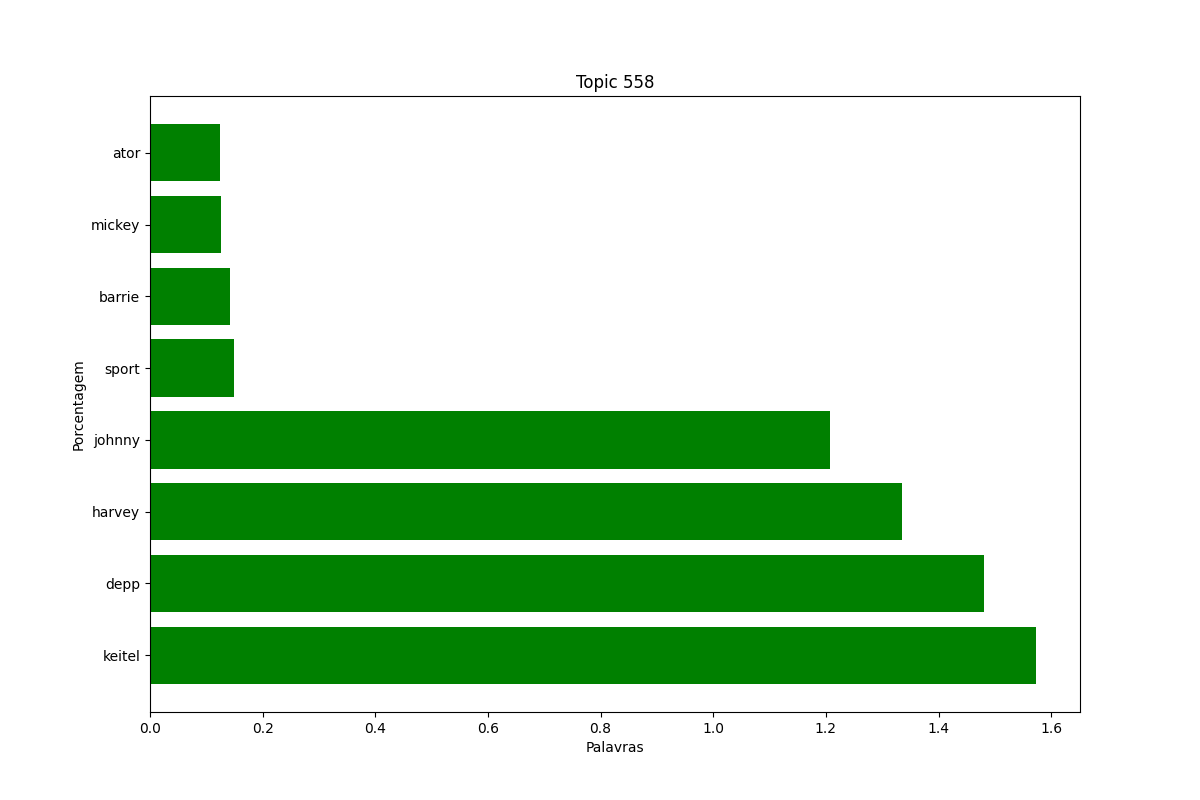 Topic 558
ator
mickey
barrie
sport
johnny
harvey
depp
keitel
Porcentagem
0.0 0.2 0.4 0.6 0.8 1.0 1.2 1.4 1.6
Palavras